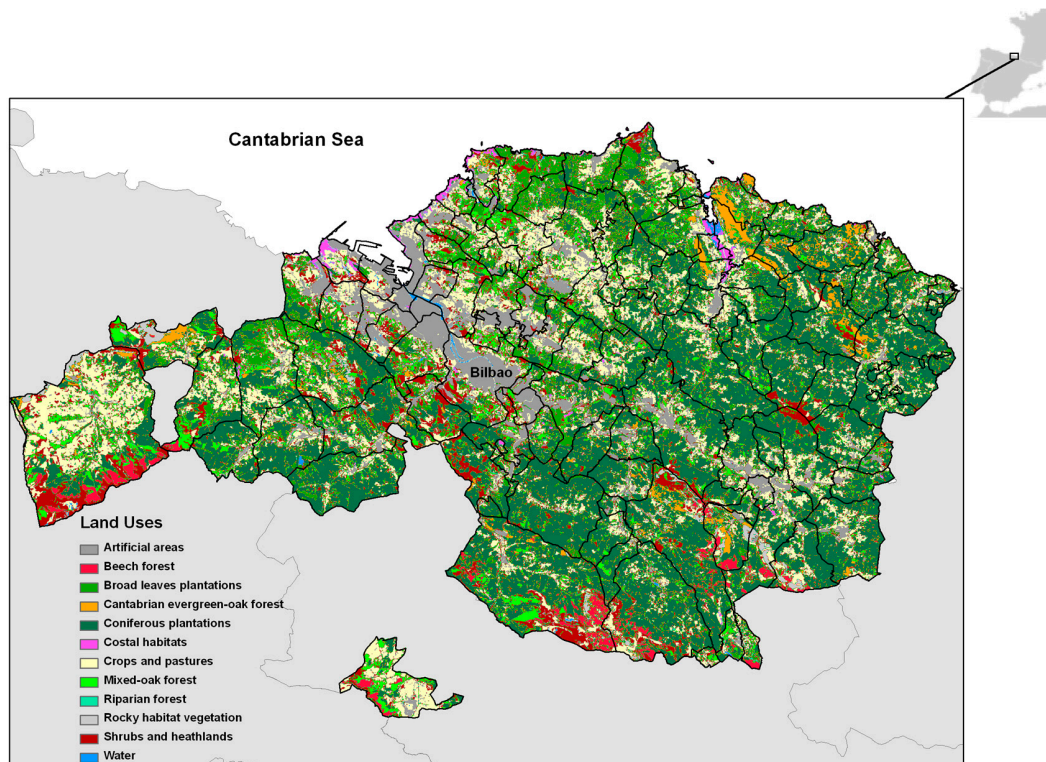 Cantabrian Sea
Bilbao
Land Uses
Artificial areas
Beech forest
Broad leaves plantations
Cantabrian evergreen-oak forest
Coniferous plantations
Costal habitats
Crops and pastures
Mixed-oak forest
Riparian forest
Rocky habitat vegetation
Shrubs and heathlands
Water